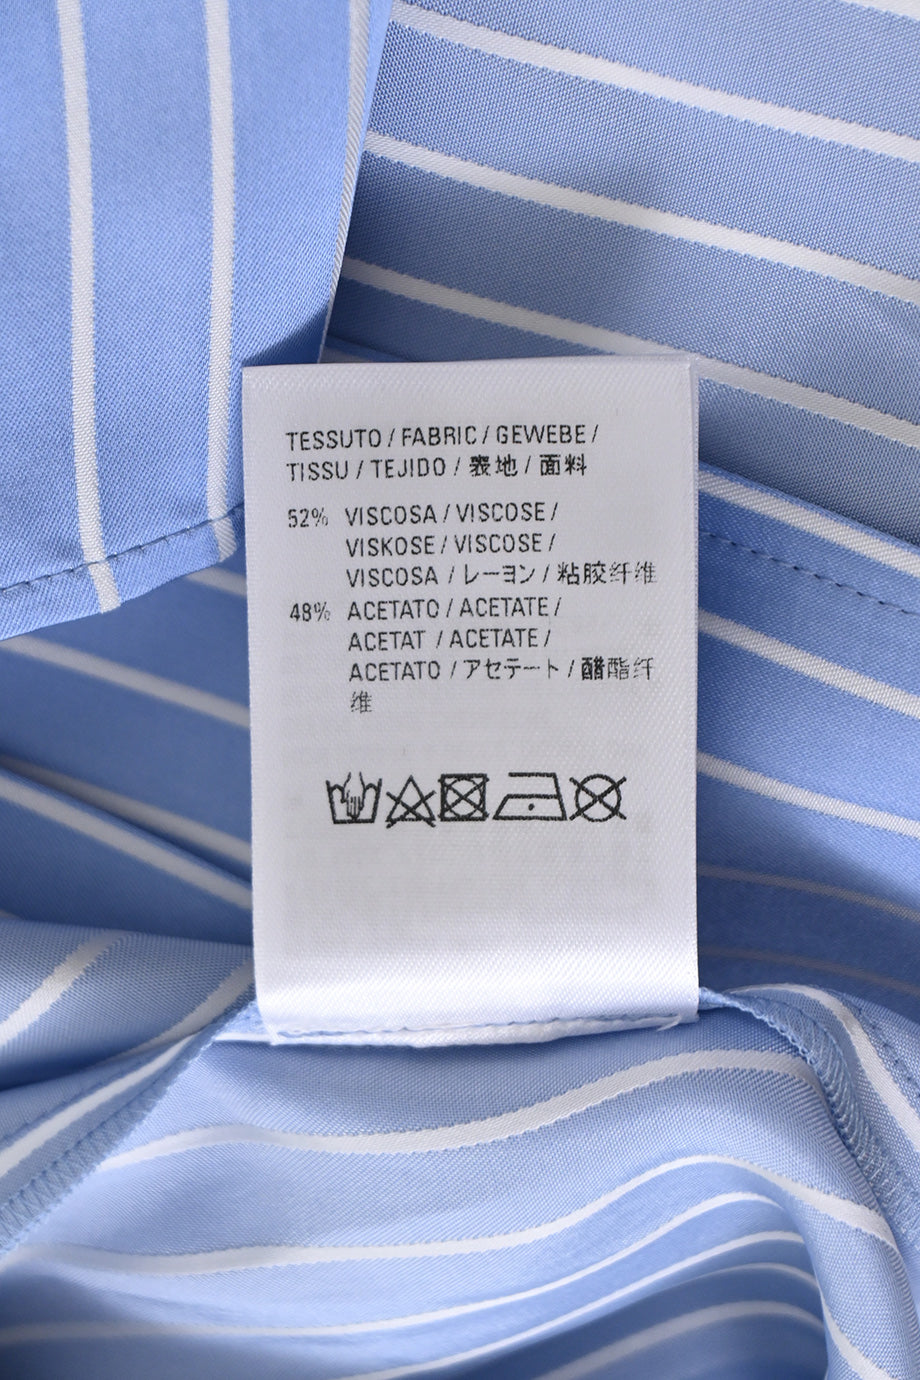 TESSUTO / FABRIC / GEWEBE /
TISSU / TEJIDO / 表地 / 面料
52% VISCOSA / VISCOSE /
VISKOSE / VISCOSE /
VISCOSA / レーヨン / 粘胶纤维
48% ACETATO / ACETATE /
ACETAT / ACETATE /
ACETATO / アセテート / 醋酯纤
维